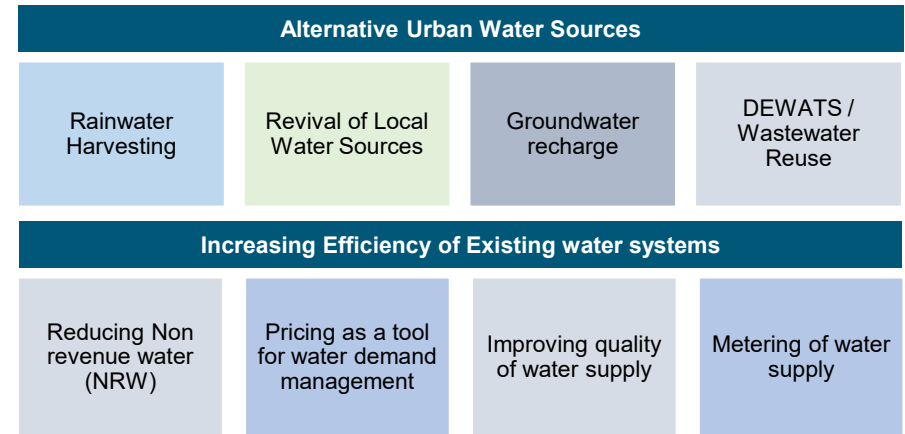 Alternative Urban Water Sources
Rainwater
Harvesting
Revival of Local
Water Sources
Groundwater
recharge
DEWATS /
Wastewater
Reuse
Increasing Efficiency of Existing water systems
Reducing Non
revenue water
(NRW)
Pricing as a tool
for water demand
management
Improving quality
of water supply
Metering of water
supply